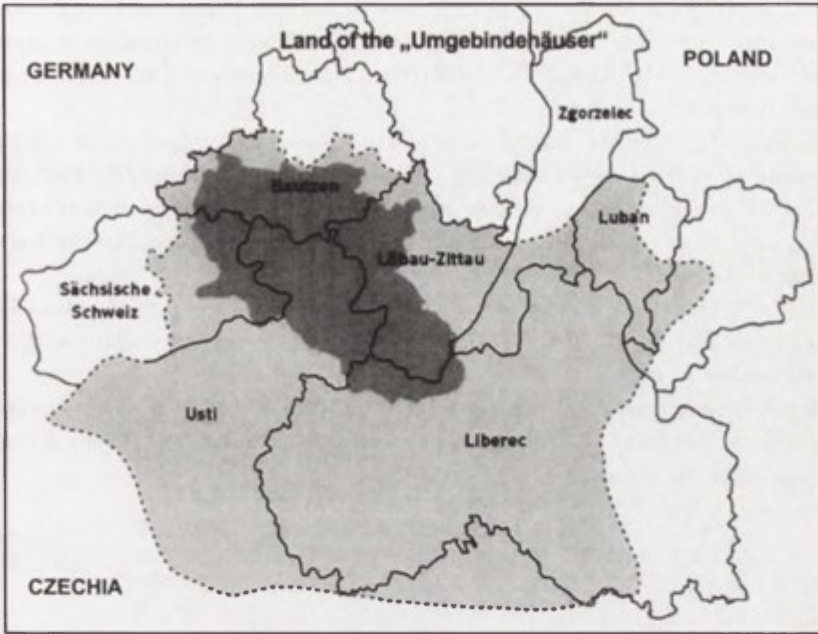 Land of the „Umgebindehäuser“
GERMANY
POLAND
Zgorzelec
Bautzen
Luban
Löbau-Zittau
Sächsische
Schweiz
Usti
Liberec
CZECHIA